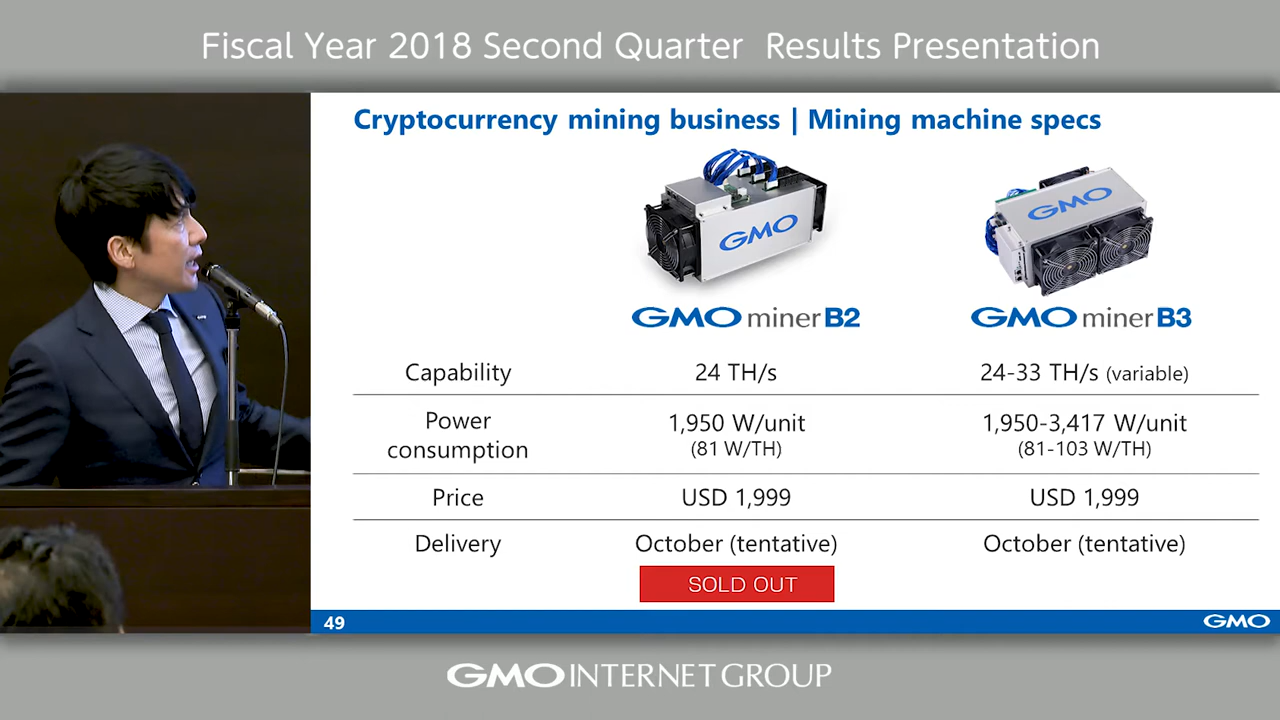 Fiscal Year 2018 Second Quarter Results Presentation
Cryptocurrency mining business | Mining machine specs
GMO
GMO
GMO miner B2
GMO miner B3
Capability
24 TH/s
24-33 TH/s (variable)
Power
consumption
1,950 W/unit
(81 W/TH)
1,950-3,417 W/unit
(81-103 W/TH)
Price
USD 1,999
USD 1,999
Delivery
October (tentative)
October (tentative)
SOLD OUT
49
GMO
GMO INTERNET GROUP